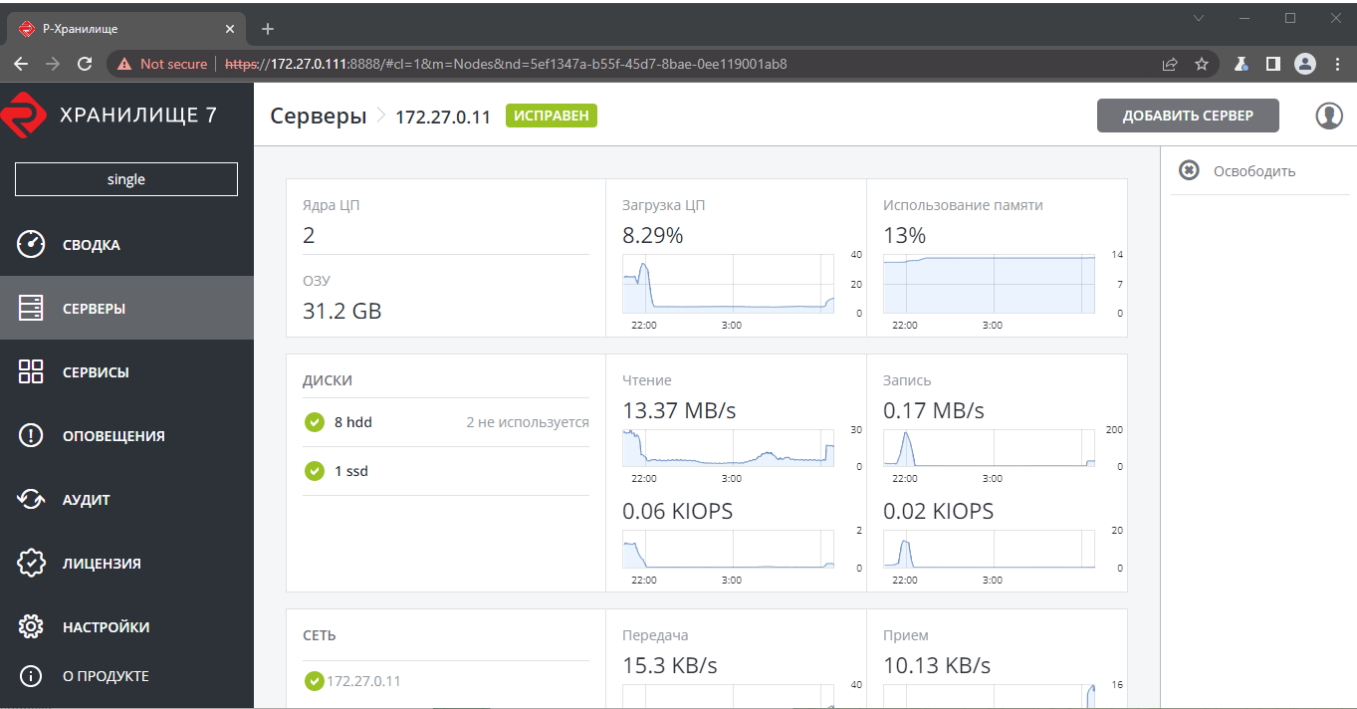 Р-Хранилище
Not secure https://172.27.0.111:8888/#cl=1&m=Nodes&nd=5ef1347a-b55f-45d7-8bae-0ee119001ab8
ХРАНИЛИЩЕ 7
Серверы 172.27.0.11 ИСПРАВЕН
ДОБАВИТЬ СЕРВЕР
single
СВОДКА
СЕРВЕРЫ
СЕРВИСЫ
ОПОВЕЩЕНИЯ
АУДИТ
ЛИЦЕНЗИЯ
НАСТРОЙКИ
О ПРОДУКТЕ
Ядра ЦП
2
ОЗУ
31.2 GB
Загрузка ЦП
8.29%
40
20
0
22:00 3:00
Использование памяти
13%
14
7
0
22:00 3:00
ДИСКИ
8 hdd 2 не используется
1 ssd
Чтение
13.37 MB/s
30
0
22:00 3:00
0.06 KIOPS
2
0
22:00 3:00
Запись
0.17 MB/s
200
0
22:00 3:00
0.02 KIOPS
20
0
22:00 3:00
СЕТЬ
172.27.0.11
Передача
15.3 KB/s
40
Прием
10.13 KB/s
16
Освободить